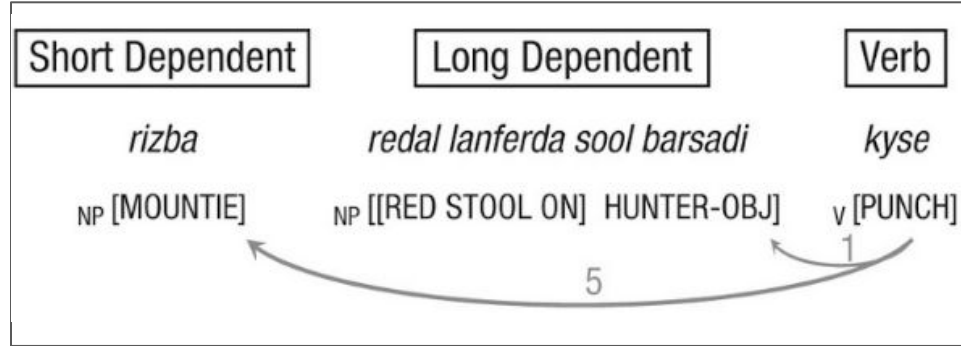 Short Dependent Long Dependent Verb
rizba redal lanferda sool barsadi kyse
NP [MOUNTIE] NP [[RED STOOL ON] HUNTER-OBJ] V [PUNCH]
1
5